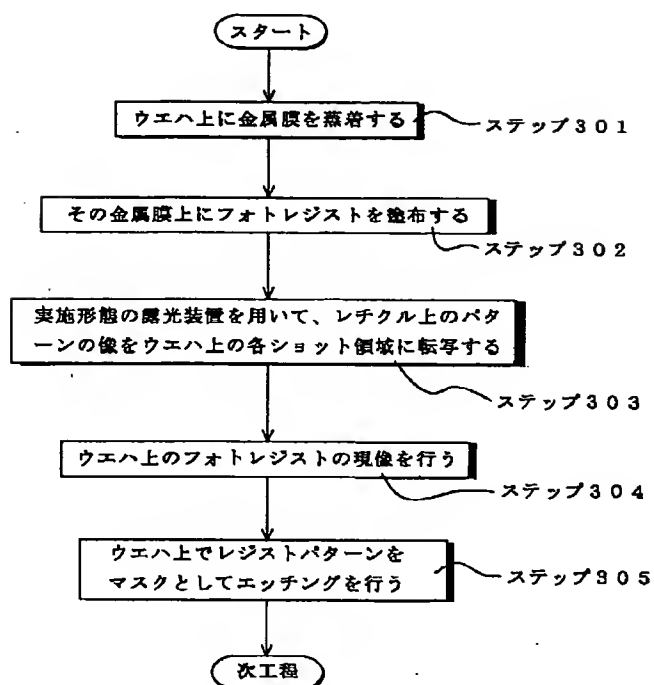 スタート
ウエハ上に金属膜を蒸着する
ステップ301
その金属膜上にフォトレジストを塗布する
ステップ302
実施形態の露光装置を用いて、レチクル上のパタ
ーンの像をウエハ上の各ショット領域に転写する
ステップ303
ウエハ上のフォトレジストの現像を行う
ステップ304
ウエハ上でレジストパターンを
マスクとしてエッチングを行う
ステップ305
次工程